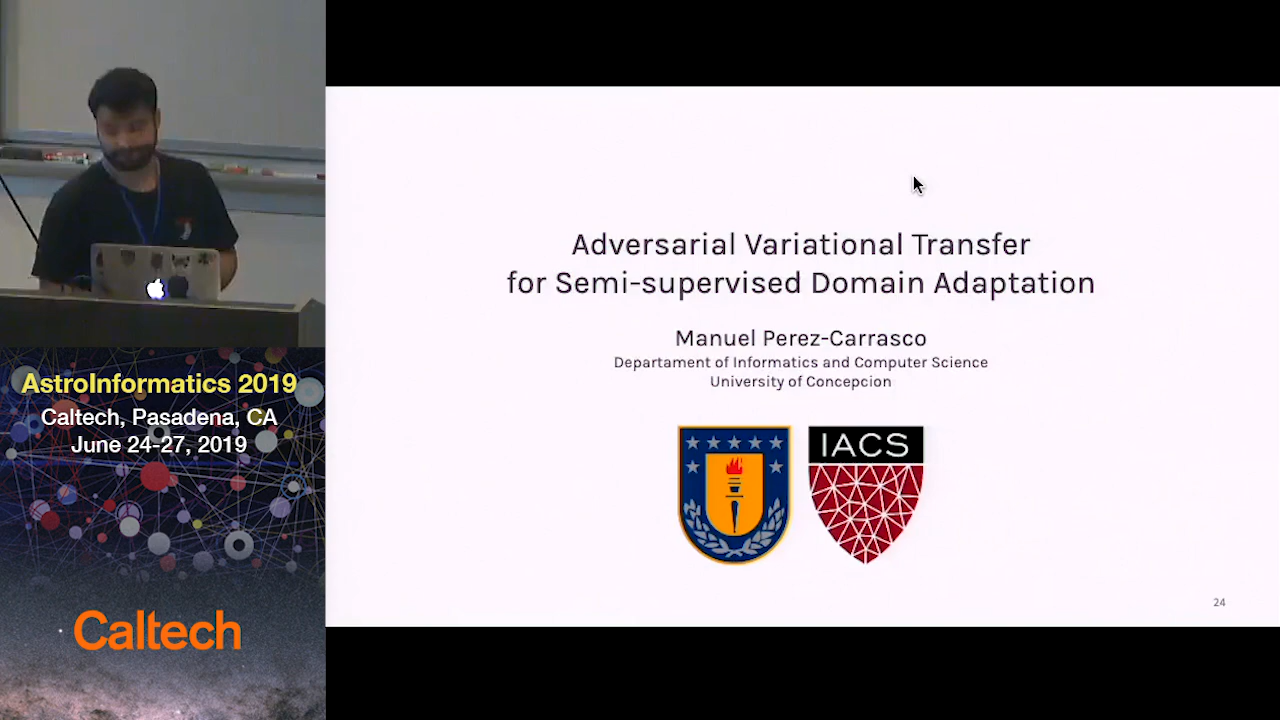 AstroInformatics 2019
Caltech, Pasadena, CA
June 24-27, 2019
Caltech
Adversarial Variational Transfer
for Semi-supervised Domain Adaptation
Manuel Perez-Carrasco
Departament of Informatics and Computer Science
University of Concepcion
IACS
24